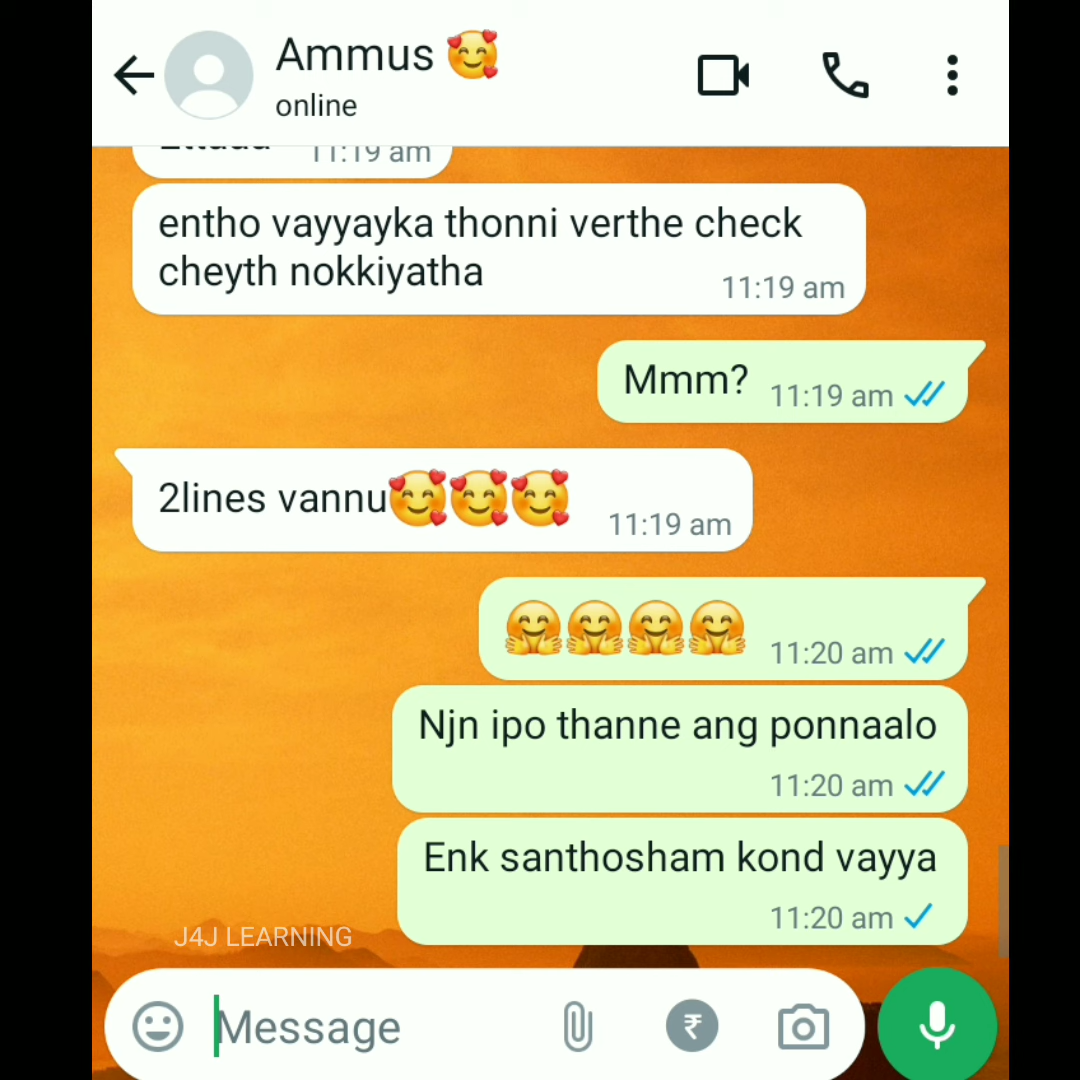 Ammus 🥰
online
11:19 am
entho vayyayka thonni verthe check
cheyth nokkiyatha
11:19 am
Mmm? 11:19 am
2lines vannu🥰🥰🥰 11:19 am
🤗🤗🤗🤗 11:20 am
Njn ipo thanne ang ponnaalo
11:20 am
Enk santhosham kond vayya
11:20 am
J4J LEARNING
Message